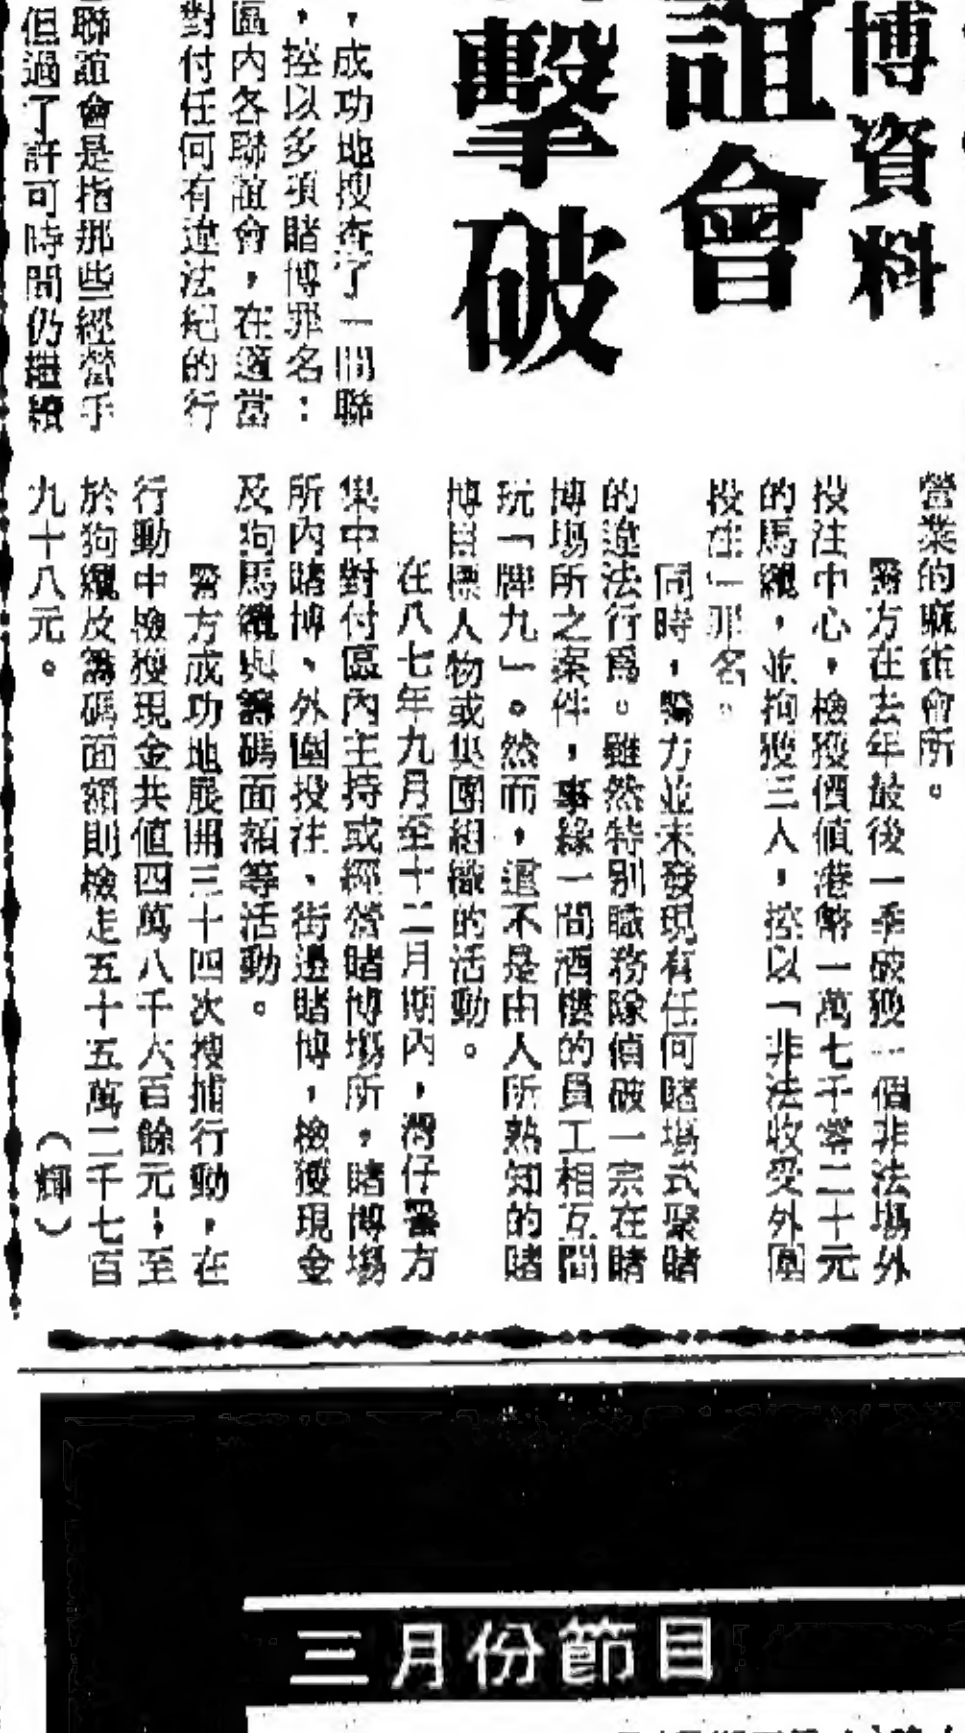 博資料
誼會
擊破
，成功地搜查了一間聯
，控以多項賭博罪名：
區內各聯誼會，在適當
對付任何有違法紀的行
聯誼會是指那些經營手
但過了許可時間仍繼續
營業的麻雀會所。
警方在去年最後一季破獲一個非法場外
投注中心，檢獲價值港幣一萬七千零二十元
的馬纜，並拘獲三人，控以「非法收受外圍
投注」罪名。
同時，警方並未發現有任何賭場式聚賭
的違法行爲。雖然特別職務隊偵破一宗在賭
博場所之案件，事緣一間酒樓的員工相互間
玩「牌九」。然而，這不是由人所熟知的賭
博目標人物或集團組織的活動。
在八七年九月至十二月期內，灣仔警方
集中對付區內主持或經營賭博場所，賭博場
所內賭博、外圍投注、街邊賭博，檢獲現金
及狗馬纜與籌碼面額等活動。
警方成功地展開三十四次搜捕行動，在
行動中檢獲現金共值四萬八千六百餘元；至
於狗纜及籌碼面額則檢走五十五萬二千七百
九十八元。
（輝）
三月份節目